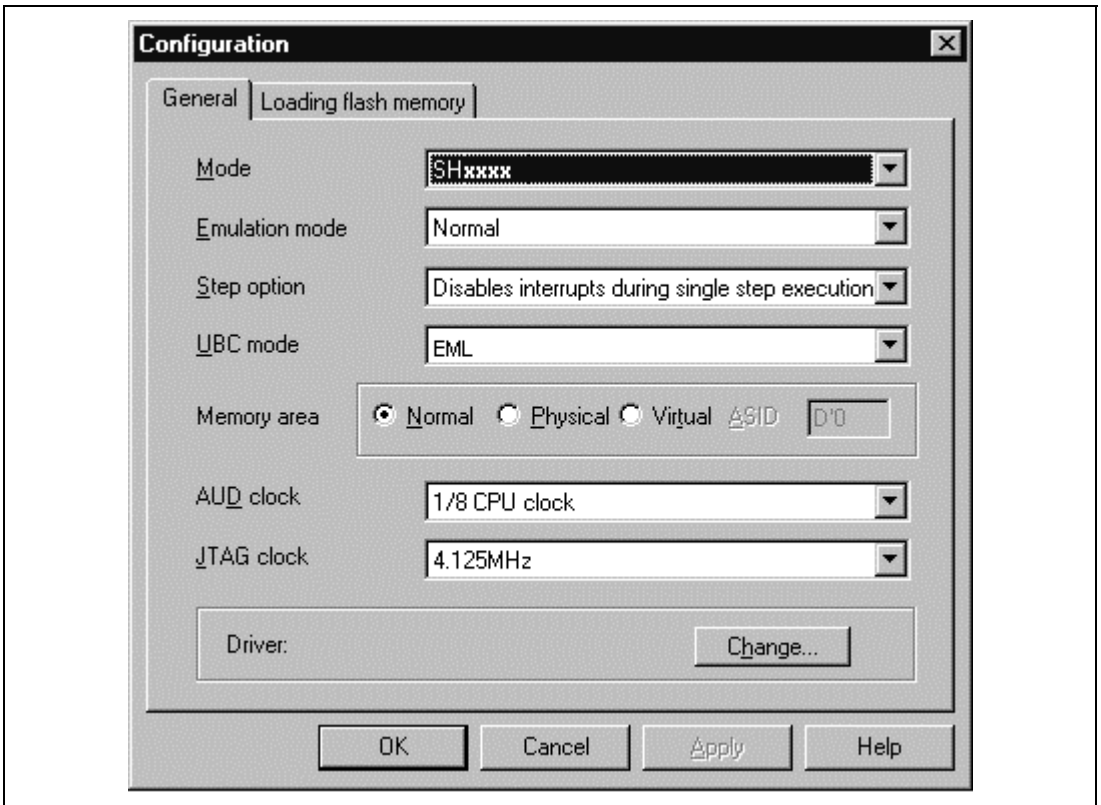 Configuration
General Loading flash memory
Mode SHxxxx
Emulation mode Normal
Step option Disables interrupts during single step execution
UBC mode EML
Memory area Normal Physical Virtual ASID D'0
AUD clock 1/8 CPU clock
JTAG clock 4.125MHz
Driver: Change...
OK Cancel Apply Help